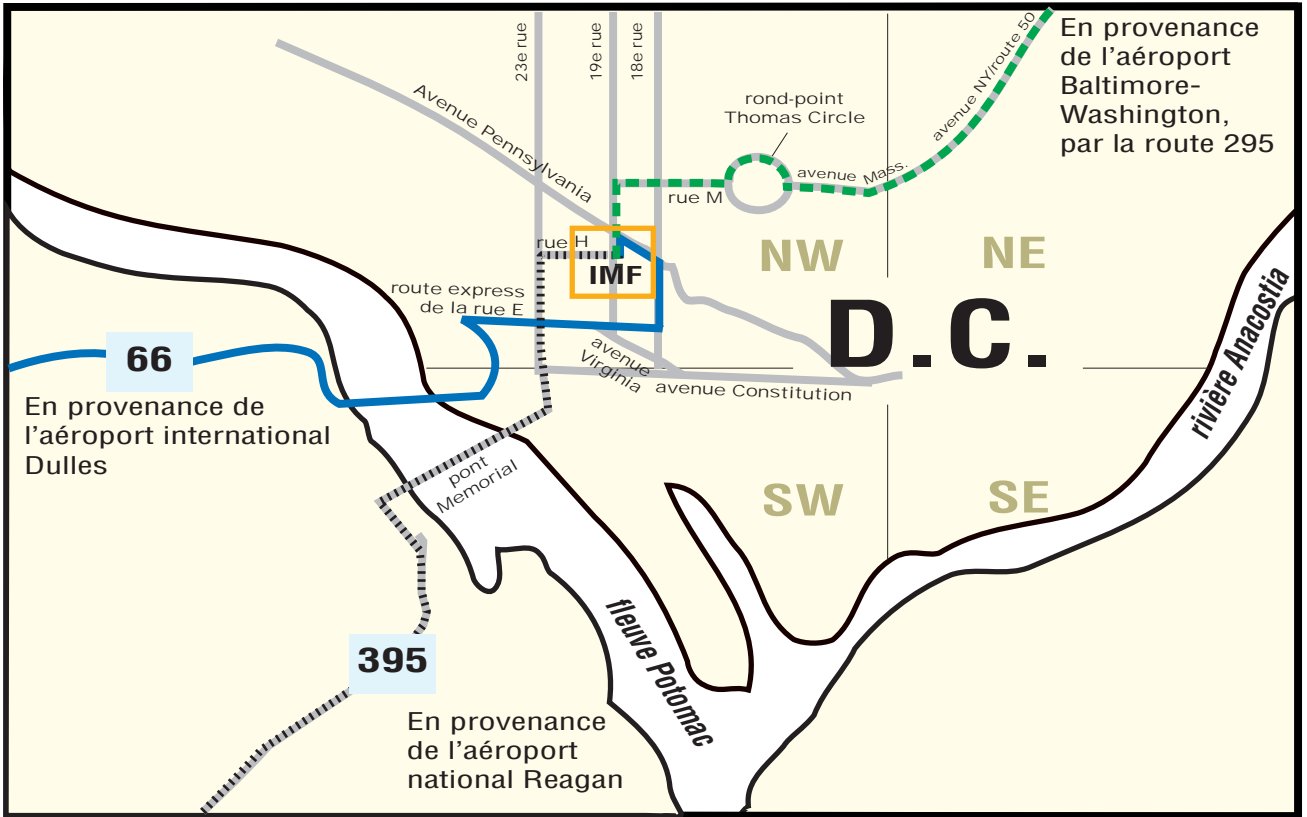 23e rue
19e rue
18e rue
avenue NY/route 50
En provenance
de l'aéroport
Baltimore-
Washington,
par la route 295
Avenue Pennsylvania
rond-point
Thomas Circle
avenue Mass.
rue M
rue H
IMF
NW
NE
route express
de la rue E
D.C.
66
avenue
Virginia
avenue Constitution
rivière Anacostia
En provenance de
l'aéroport international
Dulles
pont
Memorial
SW
SE
fleuve Potomac
395
En provenance
de l'aéroport
national Reagan